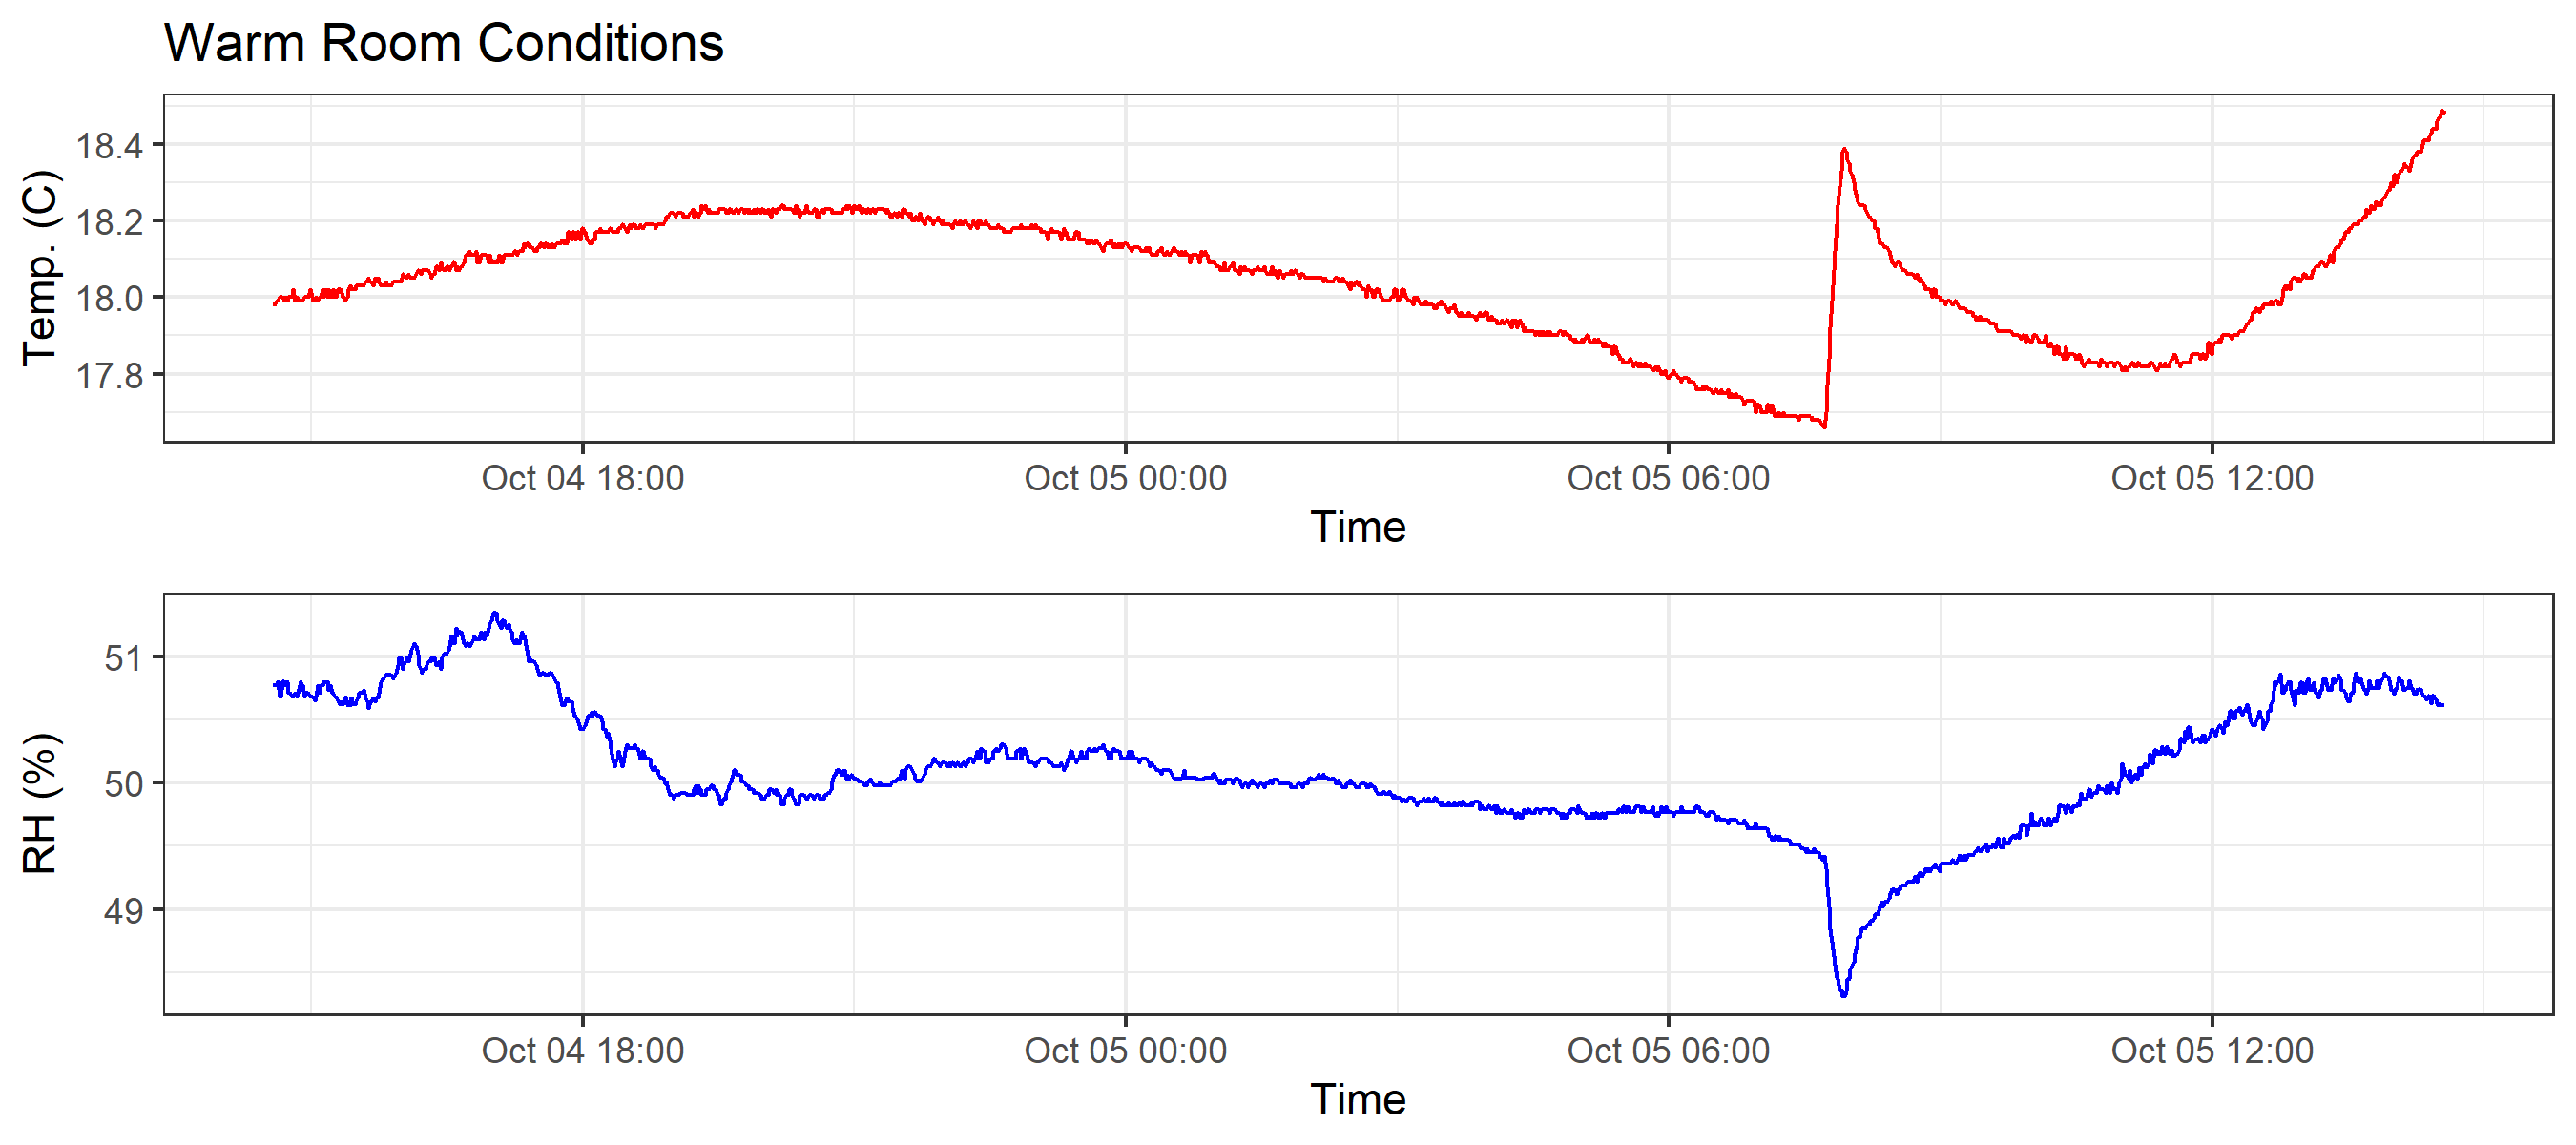 Warm Room Conditions
Temp. (C)
18.4
18.2
18.0
17.8
Oct 04 18:00 Oct 05 00:00 Oct 05 06:00 Oct 05 12:00
Time
RH (%)
51
50
49
Oct 04 18:00 Oct 05 00:00 Oct 05 06:00 Oct 05 12:00
Time